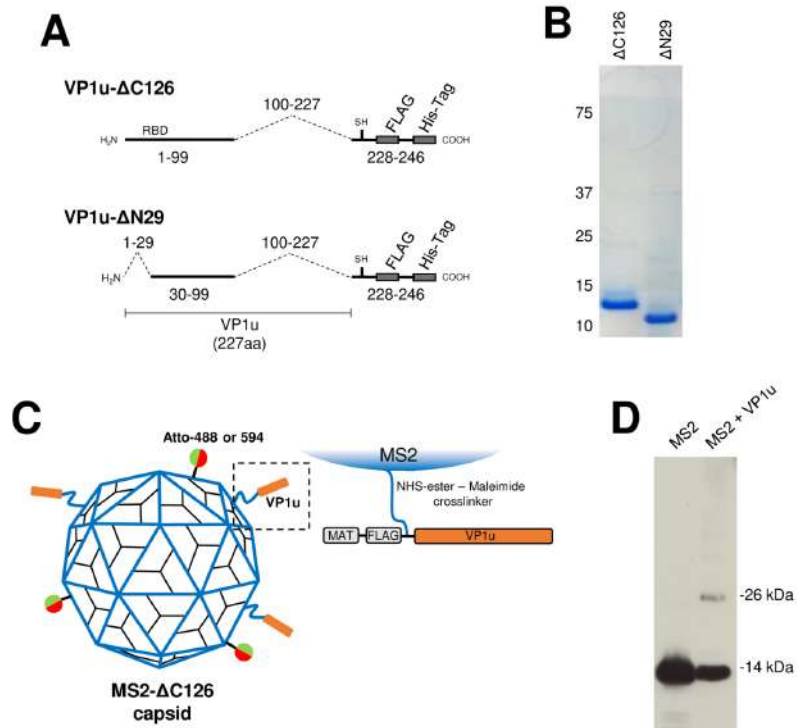 A
VP1u-ΔC126
100-227
SH
FLAG
His-Tag
H₂N
RBD
COOH
1-99
228-246
VP1u-ΔN29
1-29
100-227
SH
FLAG
His-Tag
H₂N
COOH
30-99
228-246
VP1u
(227aa)
B
ΔC126
ΔN29
75
37
25
15
10
C
Atto-488 or 594
VP1u
MS2-ΔC126
capsid
MS2
NHS-ester – Maleimide
crosslinker
MAT
FLAG
VP1u
D
MS2
MS2 + VP1u
-26 kDa
-14 kDa